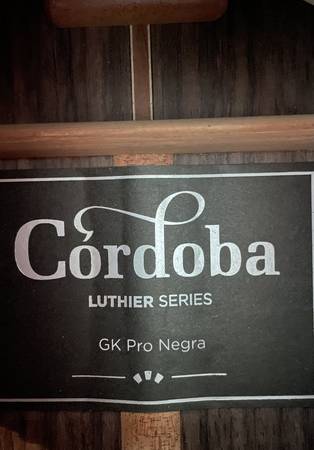 Córdoba
LUTHIER SERIES
GK Pro Negra